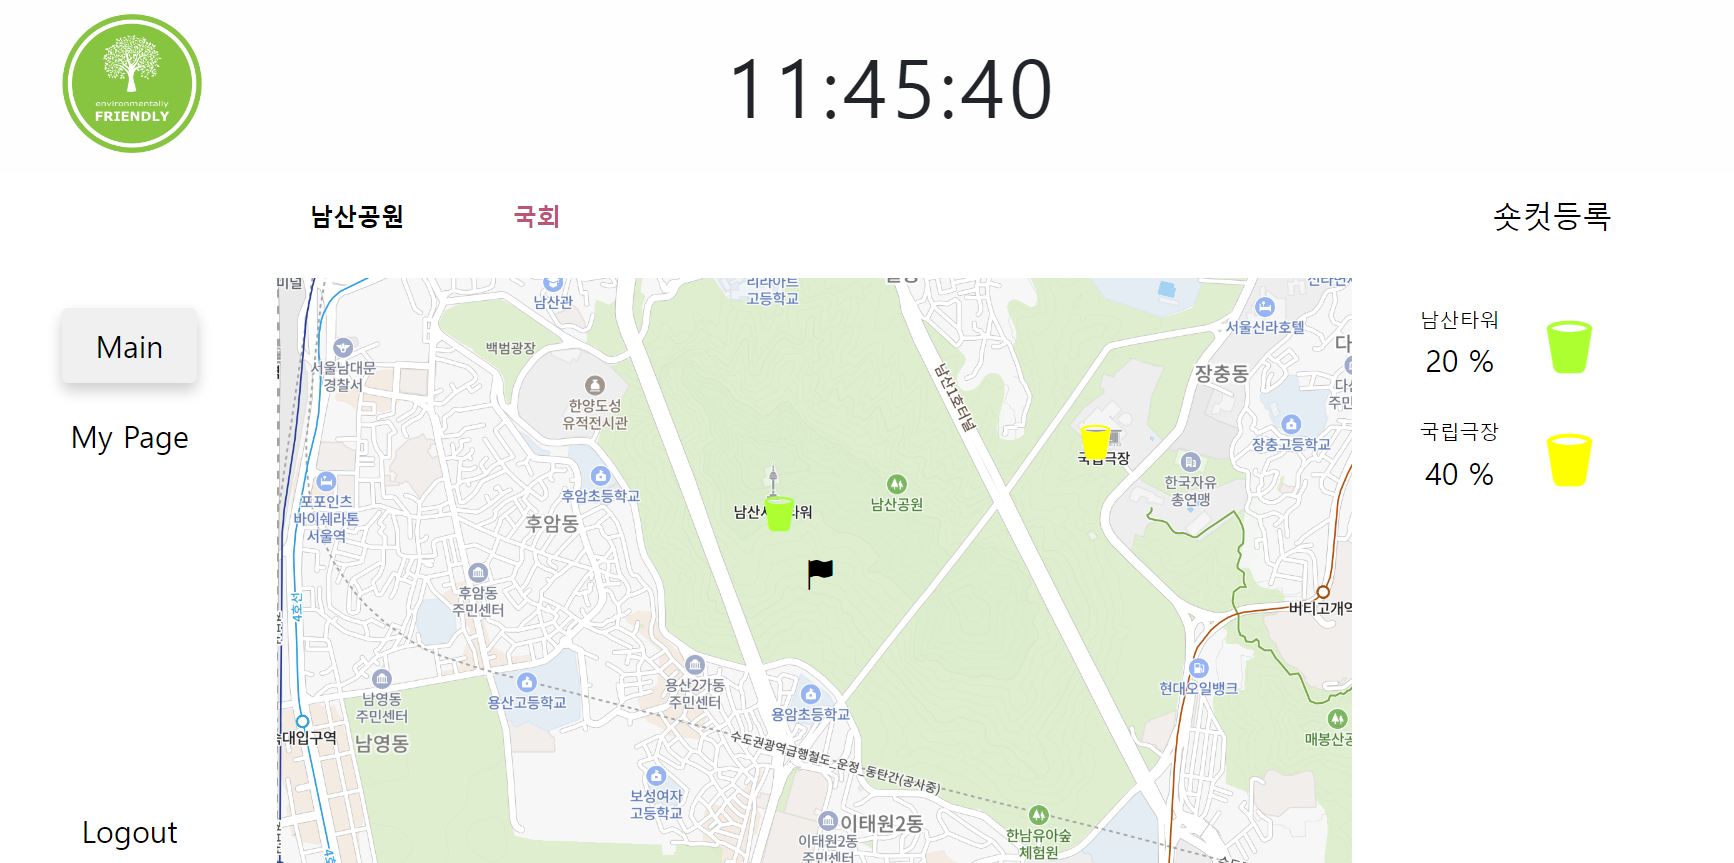 environmentally
FRIENDLY
11:45:40
남산공원
국회
숏컷등록
Main
My Page
Logout
남산관
리라아트
고등학교
서울신라호텔
백범광장
서울남대문
경찰서
한양도성
유적전시관
남산1호터널
장충동
장충고등학교
국립극장
한국자유
총연맹
남산공원
후암초등학교
후암동
포포인츠
바이쉐라톤
서울역
4호선
후암동
주민센터
버티고개역
용산2가동
주민센터
용산고등학교
용암초등학교
현대오일뱅크
남영동
주민센터
남영동
대입구역
매봉산공
수도권광역급행철도_운정_동탄간(공사중)
보성여자
고등학교
이태원2동
이태원2동
주민센터
한남유아숲
체험원
남산타워
20 %
국립극장
40 %